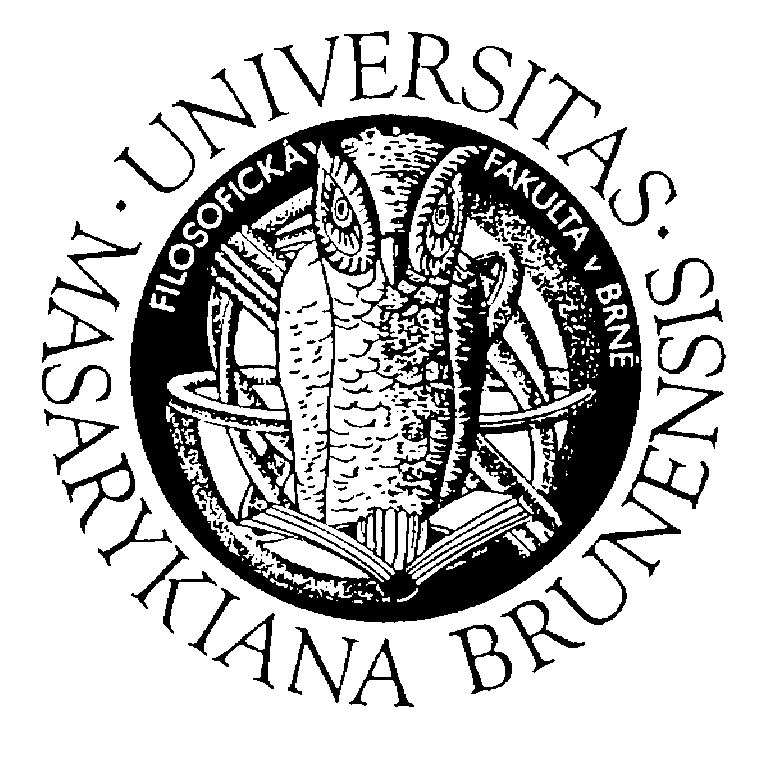 UNIVERSITAS · MASARYKIANA BRUNENSIS ·
FILOSOFICKÁ FAKULTA v BRNĚ